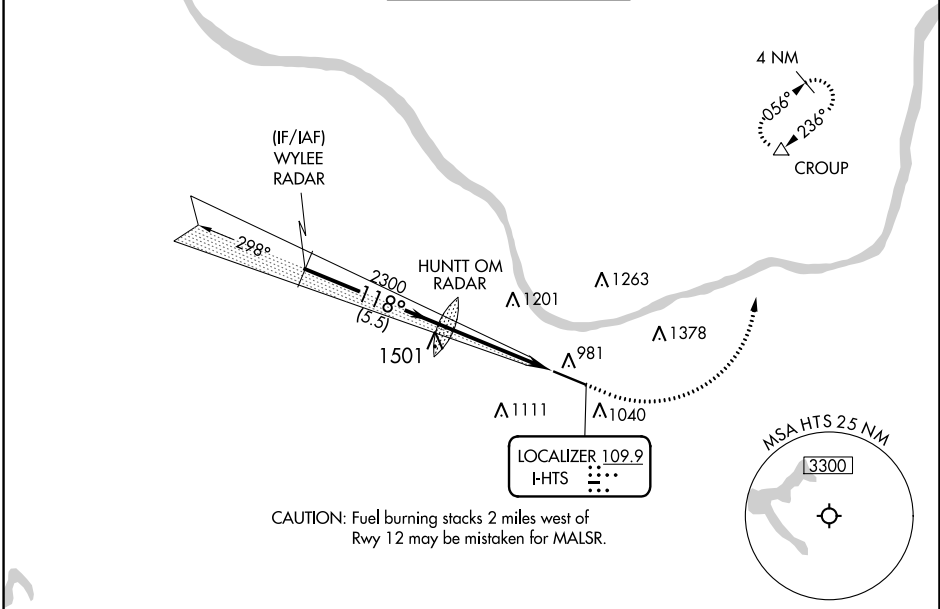 4 NM
056°
236°
CROUP
(IF/IAF)
WYLEE
RADAR
298°
HUNTT OM
RADAR
2300
118°
(5.5)
1501
1201
1263
1378
981
1111
1040
LOCALIZER 109.9
I-HTS
MSA HTS 25 NM
3300
CAUTION: Fuel burning stacks 2 miles west of
Rwy 12 may be mistaken for MALSR.